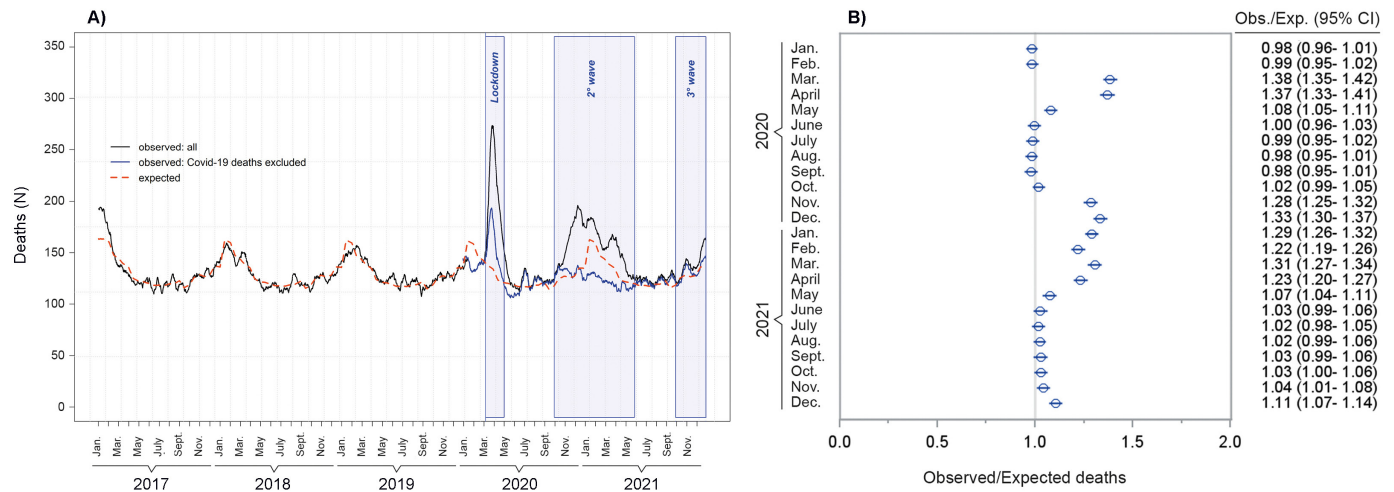 A)
350
300
250
200
150
100
50
0
Deaths (N)
observed: all
observed: Covid-19 deaths excluded
expected
Lockdown
2° wave
3° wave
Jan. Mar. May July. Sept. Nov. Jan. Mar. May July Sept. Nov. Jan. Mar. May July Sept. Nov. Jan. Mar. May July Sept. Nov. Jan. Mar. May July Sept. Nov.
2017 2018 2019 2020 2021
B)
Obs./Exp. (95% CI)
2020
Jan. 0.98 (0.96- 1.01)
Feb. 0.99 (0.95- 1.02)
Mar. 1.38 (1.35- 1.42)
April 1.37 (1.33- 1.41)
May 1.08 (1.05- 1.11)
June 1.00 (0.96- 1.03)
July 0.99 (0.95- 1.02)
Aug. 0.98 (0.95- 1.01)
Sept. 0.98 (0.95- 1.01)
Oct. 1.02 (0.99- 1.05)
Nov. 1.28 (1.25- 1.32)
Dec. 1.33 (1.30- 1.37)
2021
Jan. 1.29 (1.26- 1.32)
Feb. 1.22 (1.19- 1.26)
Mar. 1.31 (1.27- 1.34)
April 1.23 (1.20- 1.27)
May 1.07 (1.04- 1.11)
June 1.03 (0.99- 1.06)
July 1.02 (0.98- 1.05)
Aug. 1.02 (0.99- 1.06)
Sept. 1.03 (0.99- 1.06)
Oct. 1.03 (1.00- 1.06)
Nov. 1.04 (1.01- 1.08)
Dec. 1.11 (1.07- 1.14)
0.0 0.5 1.0 1.5 2.0
Observed/Expected deaths